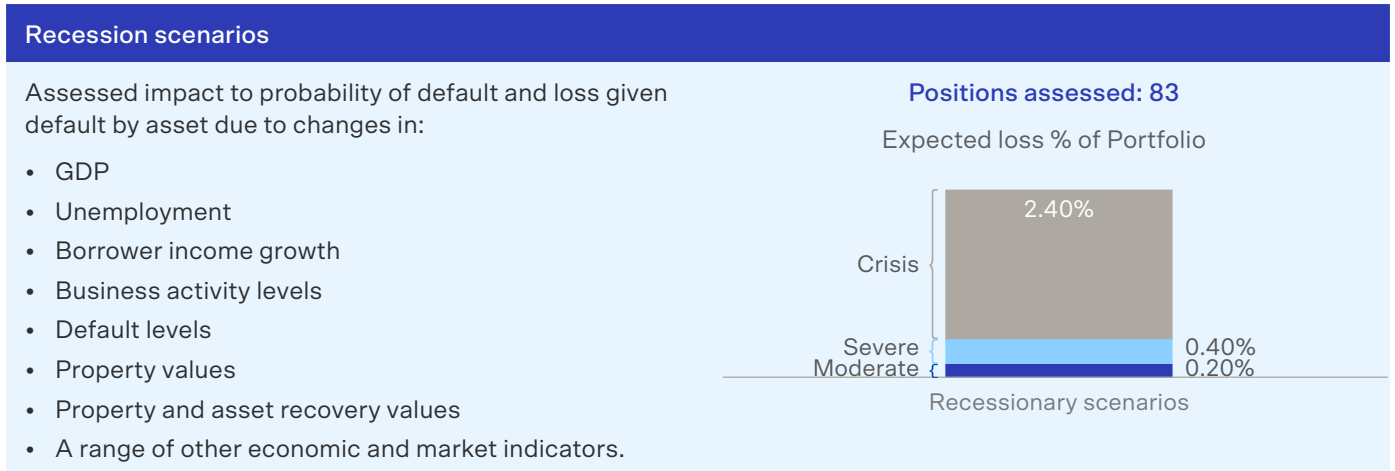 Recession scenarios
Assessed impact to probability of default and loss given
default by asset due to changes in:
• GDP
• Unemployment
• Borrower income growth
• Business activity levels
• Default levels
• Property values
• Property and asset recovery values
• A range of other economic and market indicators.
Positions assessed: 83
Expected loss % of Portfolio
2.40%
Crisis
Severe
0.40%
Moderate
0.20%
Recessionary scenarios